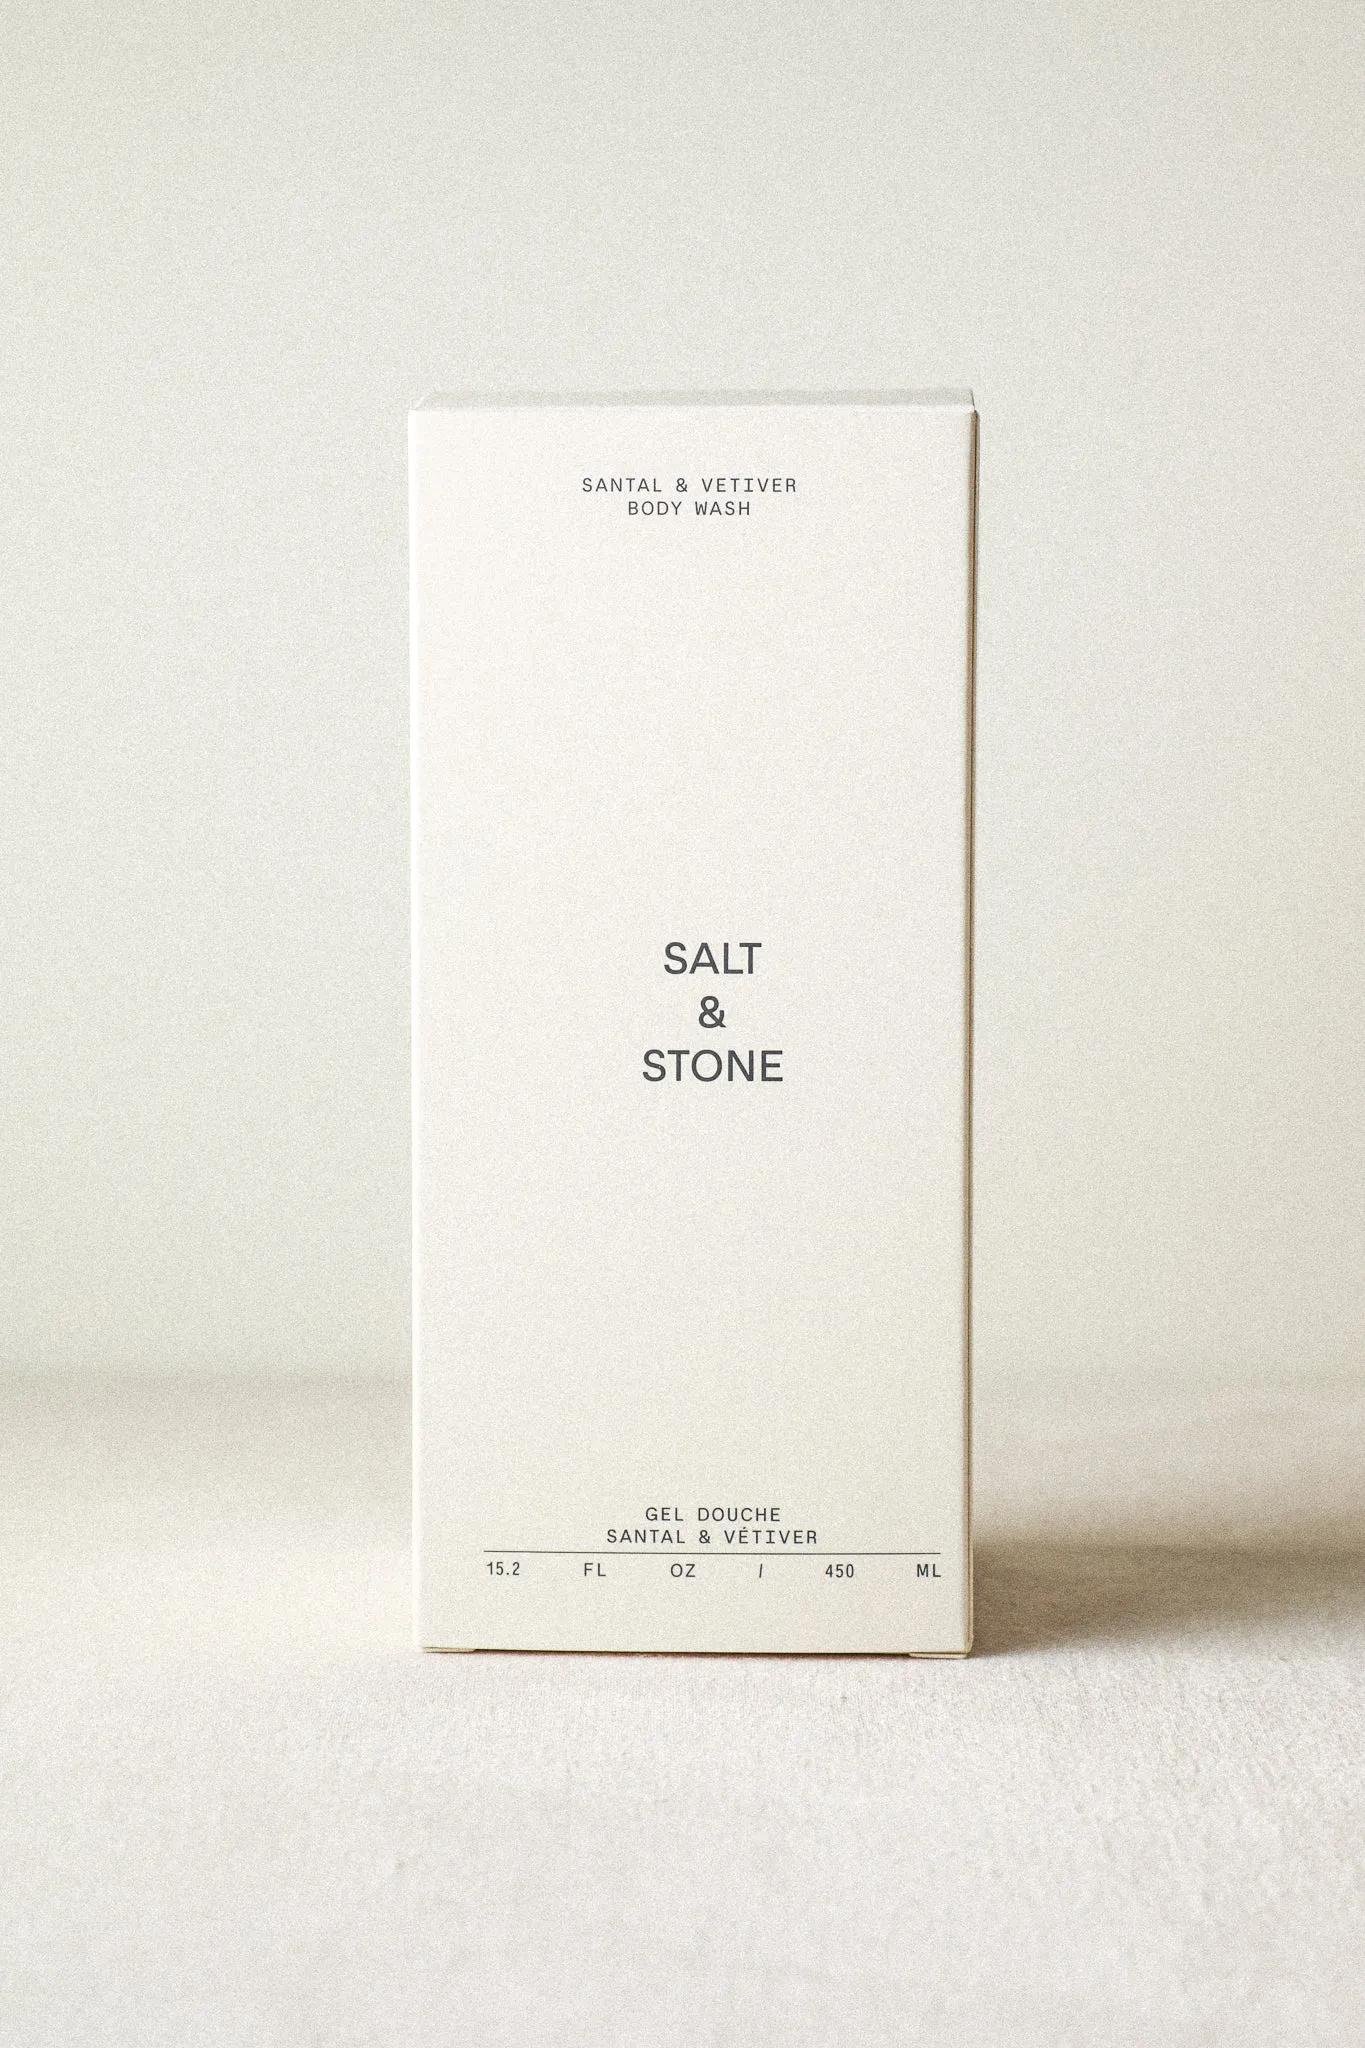 SANTAL & VETIVER
BODY WASH
SALT
&
STONE
GEL DOUCHE
SANTAL & VÉTIVER
15.2 FL OZ / 450 ML